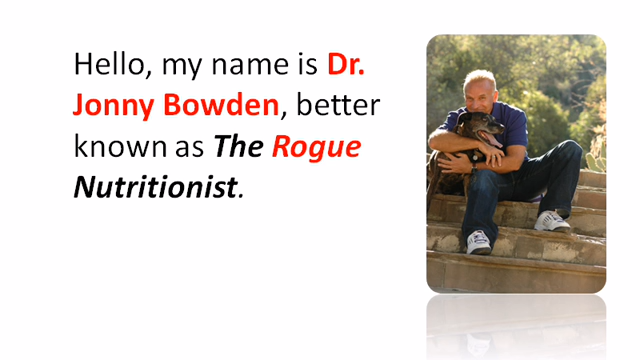 Hello, my name is Dr.
Jonny Bowden, better
known as The Rogue
Nutritionist.